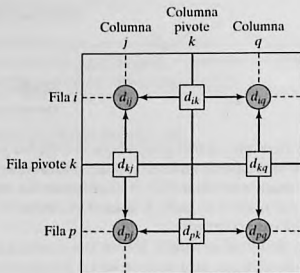 Columna
Columna pivote Columna
j k q
Fila i d_ij d_ik d_iq
Fila pivote k d_kj d_kq
Fila p d_pj d_pk d_pq